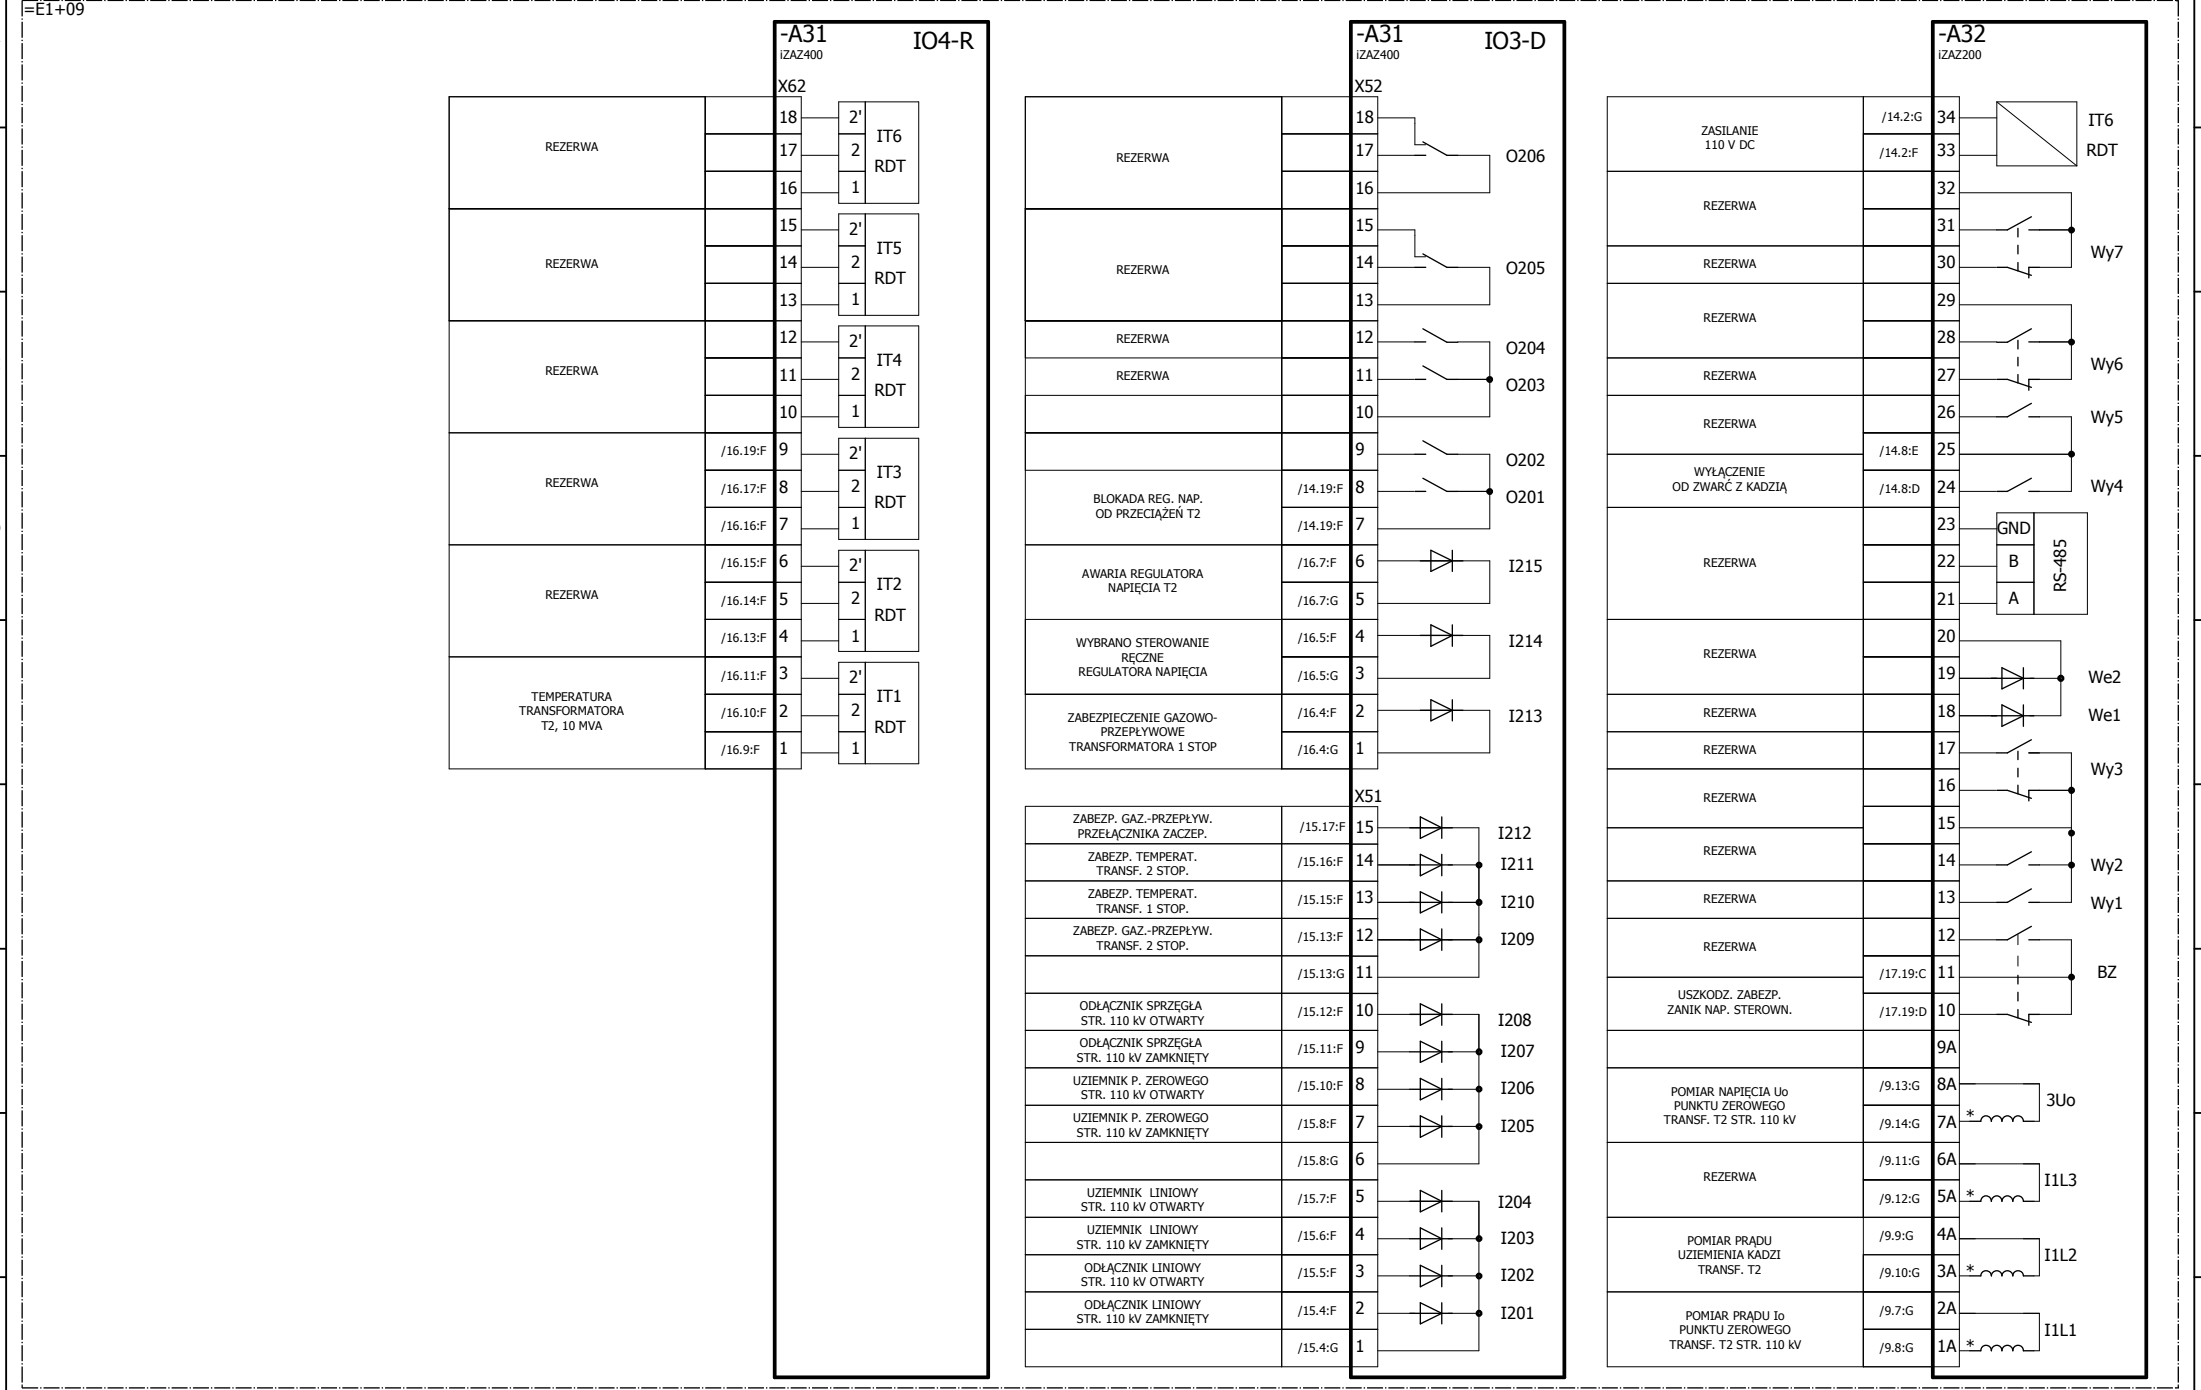 =E1+09
-A31
IO4-R
iZAZ400
X62
REZERWA
18 2'
17 2
16 1
IT6
RDT
REZERWA
15 2'
14 2
13 1
IT5
RDT
REZERWA
12 2'
11 2
10 1
IT4
RDT
REZERWA
/16.19:F 9 2'
/16.17:F 8 2
/16.16:F 7 1
IT3
RDT
REZERWA
/16.15:F 6 2'
/16.14:F 5 2
/16.13:F 4 1
IT2
RDT
TEMPERATURA
TRANSFORMATORA
T2, 10 MVA
/16.11:F 3 2'
/16.10:F 2 2
/16.9:F 1 1
IT1
RDT
-A31
IO3-D
iZAZ400
X52
REZERWA
18
17
16
O206
REZERWA
15
14
13
O205
REZERWA 12 O204
REZERWA 11 O203
10
9 O202
BLOKADA REG. NAP.
OD PRZECIĄŻEŃ T2
/14.19:F 8 O201
/14.19:F 7
AWARIA REGULATORA
NAPIĘCIA T2
/16.7:F 6 I215
/16.7:G 5
WYBRANO STEROWANIE
RĘCZNE
REGULATORA NAPIĘCIA
/16.5:F 4 I214
/16.5:G 3
ZABEZPIECZENIE GAZOWO-
PRZEPŁYWOWE
TRANSFORMATORA 1 STOP
/16.4:F 2 I213
/16.4:G 1
X51
ZABEZP. GAZ.-PRZEPŁYW.
PRZEŁĄCZNIKA ZACZEP.
/15.17:F 15 I212
ZABEZP. TEMPERAT.
TRANSF. 2 STOP.
/15.16:F 14 I211
ZABEZP. TEMPERAT.
TRANSF. 1 STOP.
/15.15:F 13 I210
ZABEZP. GAZ.-PRZEPŁYW.
TRANSF. 2 STOP.
/15.13:F 12 I209
/15.13:G 11
ODŁĄCZNIK SPRZĘGŁA
STR. 110 kV OTWARTY
/15.12:F 10 I208
ODŁĄCZNIK SPRZĘGŁA
STR. 110 kV ZAMKNIĘTY
/15.11:F 9 I207
UZIEMNIK P. ZEROWEGO
STR. 110 kV OTWARTY
/15.10:F 8 I206
UZIEMNIK P. ZEROWEGO
STR. 110 kV ZAMKNIĘTY
/15.8:F 7 I205
/15.8:G 6
UZIEMNIK LINIOWY
STR. 110 kV OTWARTY
/15.7:F 5 I204
UZIEMNIK LINIOWY
STR. 110 kV ZAMKNIĘTY
/15.6:F 4 I203
ODŁĄCZNIK LINIOWY
STR. 110 kV OTWARTY
/15.5:F 3 I202
ODŁĄCZNIK LINIOWY
STR. 110 kV ZAMKNIĘTY
/15.4:F 2 I201
/15.4:G 1
-A32
iZAZ200
ZASILANIE
110 V DC
/14.2:G 34
/14.2:F 33
IT6
RDT
REZERWA
32
31
REZERWA 30
Wy7
REZERWA
29
28
REZERWA 27
Wy6
REZERWA
26 Wy5
/14.8:E 25
WYŁĄCZENIE
OD ZWARĆ Z KADZIĄ
/14.8:D 24 Wy4
REZERWA
23 GND
22 B
21 A
RS-485
REZERWA
20
19 We2
REZERWA 18 We1
REZERWA 17
Wy3
REZERWA
16
15
REZERWA
14 Wy2
REZERWA 13 Wy1
REZERWA
12
/17.19:C 11 BZ
USZKODZ. ZABEZP.
ZANIK NAP. STEROWN.
/17.19:D 10
9A
POMIAR NAPIĘCIA Uo
PUNKTU ZEROWEGO
TRANSF. T2 STR. 110 kV
/9.13:G 8A
/9.14:G 7A *
3Uo
REZERWA
/9.11:G 6A
/9.12:G 5A *
I1L3
POMIAR PRĄDU
UZIEMIENIA KADZI
TRANSF. T2
/9.9:G 4A
/9.10:G 3A *
I1L2
POMIAR PRĄDU Io
PUNKTU ZEROWEGO
TRANSF. T2 STR. 110 kV
/9.7:G 2A
/9.8:G 1A *
I1L1